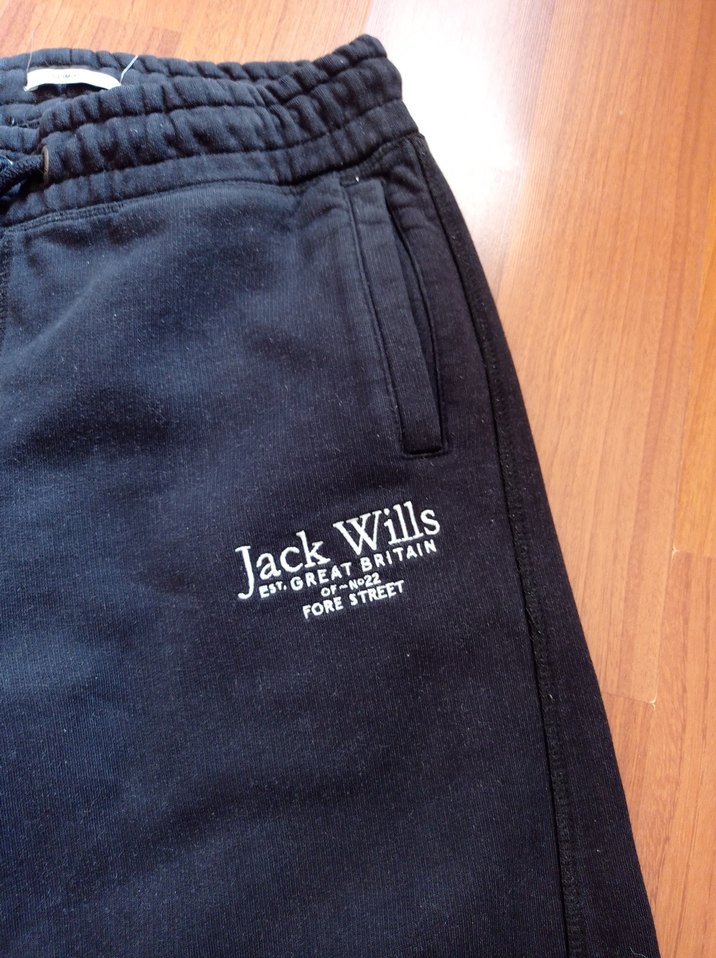 Jack Wills
EST. GREAT BRITAIN
OF~No22
FORE STREET